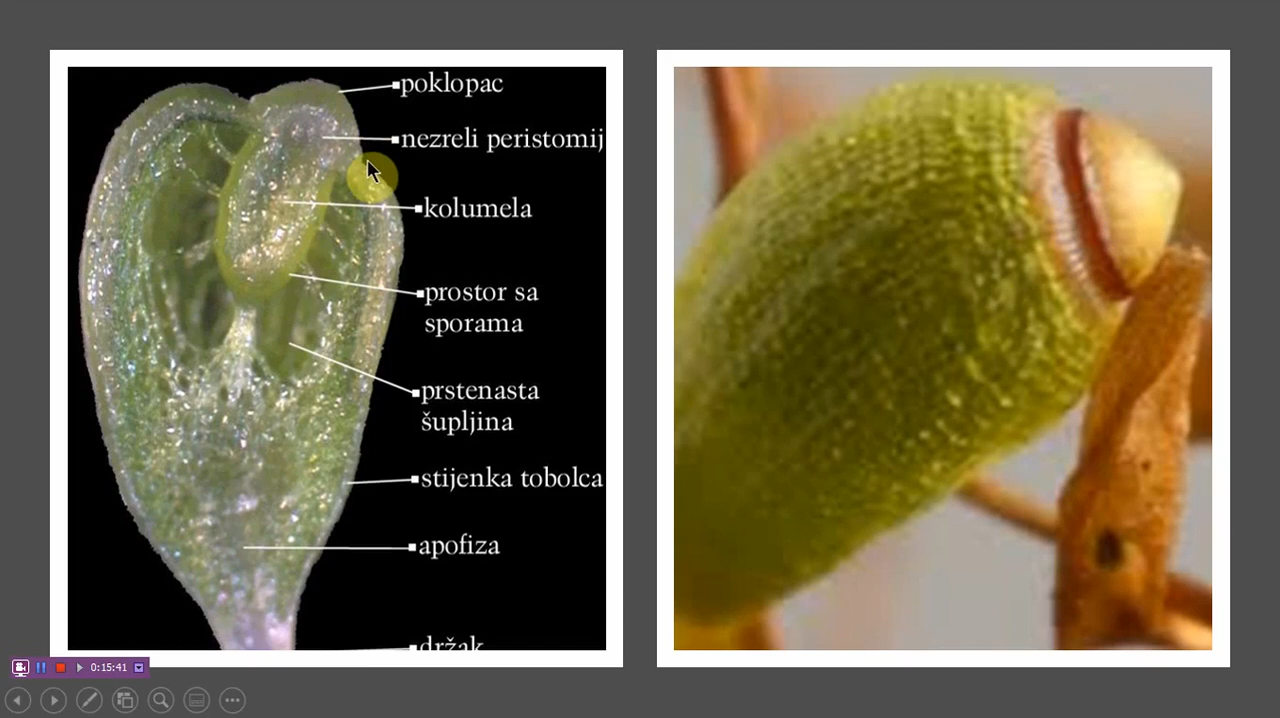 poklopac
nezreli peristomij
kolumela
prostor sa
sporama
prstenasta
šupljina
stijenka tobolca
apofiza
držak
0:15:41